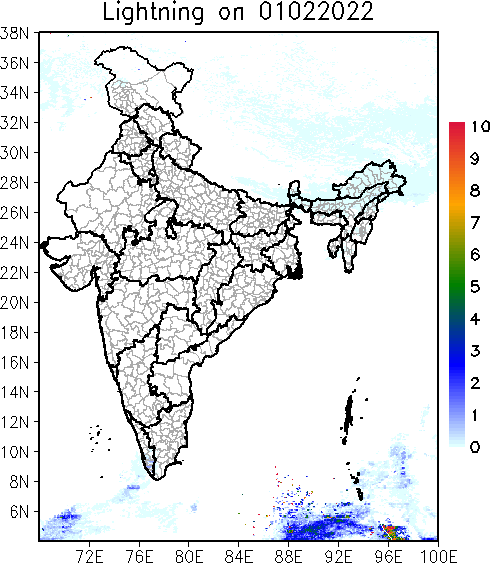 Lightning on 01022022
38N
36N
34N
32N
30N
28N
26N
24N
22N
20N
18N
16N
14N
12N
10N
8N
6N
72E 76E 80E 84E 88E 92E 96E 100E
10
9
8
7
6
5
4
3
2
1
0